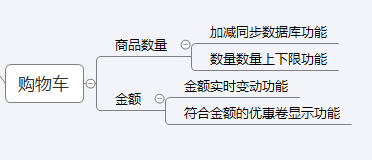 购物车
商品数量
加减同步数据库功能
数量数量上下限功能
金额
金额实时变动功能
符合金额的优惠卷显示功能